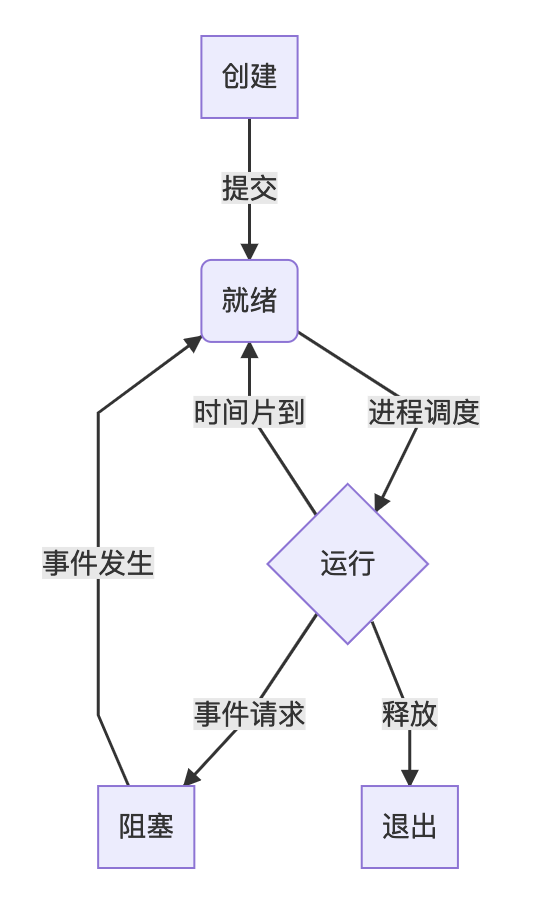 创建
提交
就绪
时间片到
进程调度
事件发生
运行
事件请求
释放
阻塞
退出